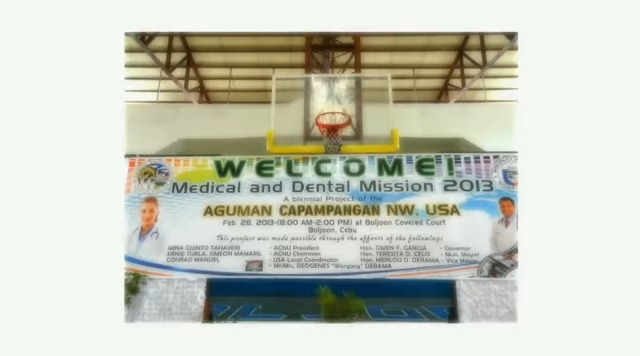 WELCOME!
Medical and Dental Mission 2013
A biennial Project of the
AGUMAN CAPAMPANGAN NW, USA
Feb. 28, 2013-(8:00 AM-2:00 PM) at Boljoon Covered Court
Boljoon, Cebu
This project was made possible through the efforts of the following:
MINA QUINTO TAHAVERI - ACNU President
ERNIE TURLA, SIMEON MAMARIL - ACNU Chairmen
CONRAD MANUEL - USA Local Coordinator
- Mr/Mrs. DEOGENES "Wurgorg" DERAMA
Hon. GWEN F. GARCIA - Governor
Hon. TERESITA D. CELIS - Mun. Mayor
Hon. MERLOU D. DERAMA - Vice Mayor